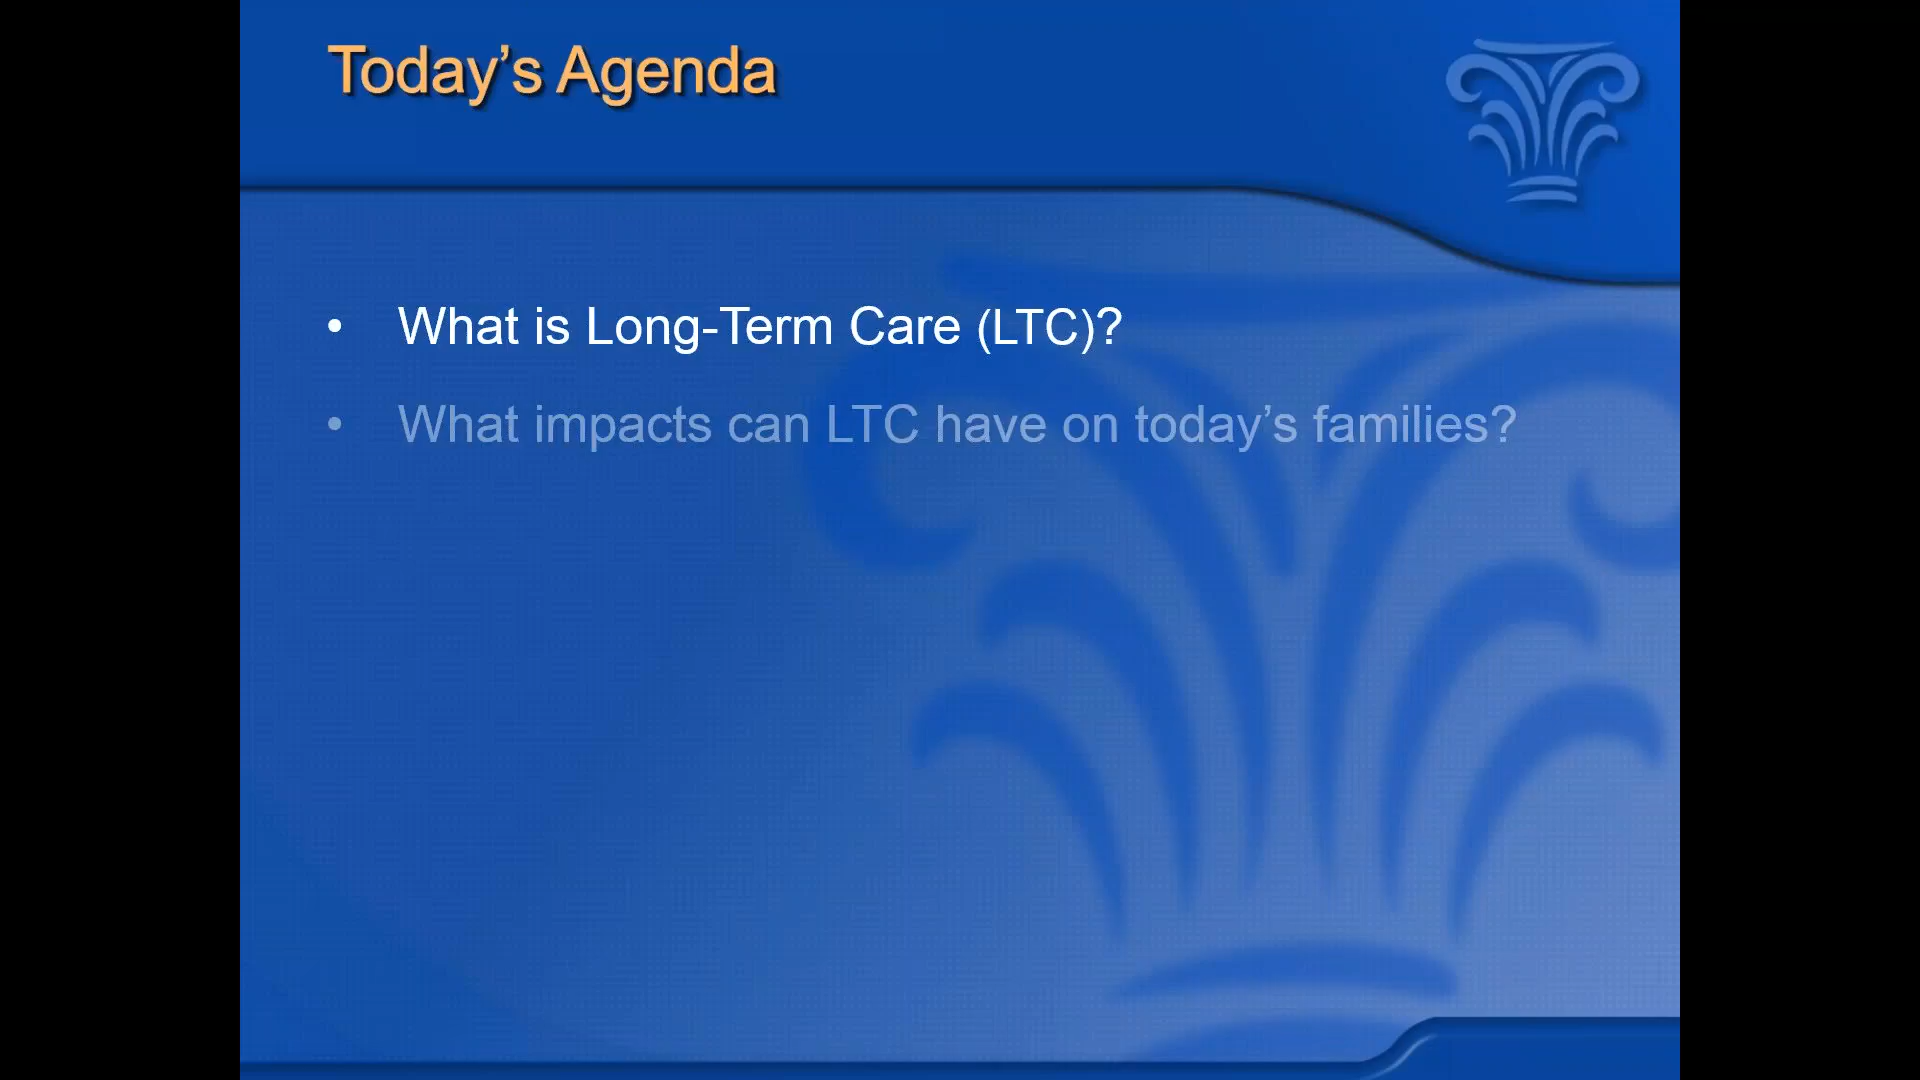 Today’s Agenda
• What is Long-Term Care (LTC)?
• What impacts can LTC have on today’s families?